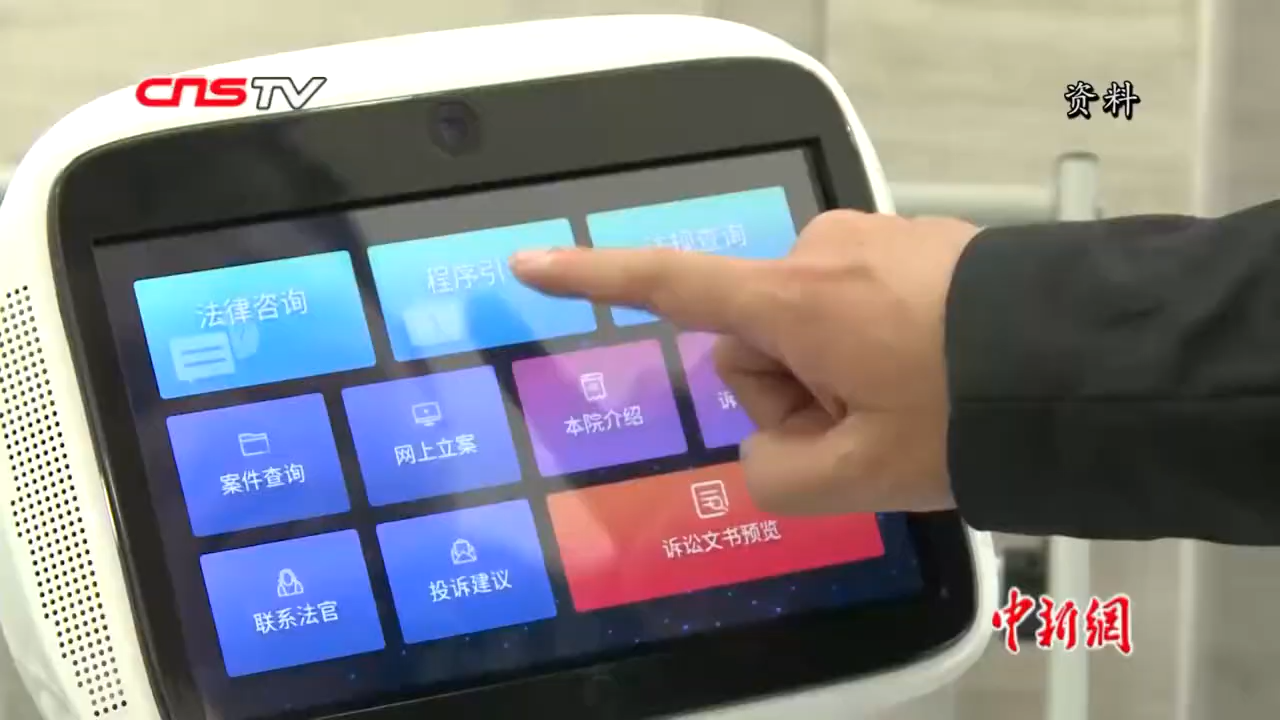 CNSTV
资料
法律咨询
程序引
法规查询
案件查询
网上立案
本院介绍
诉
联系法官
投诉建议
诉讼文书预览
中新網